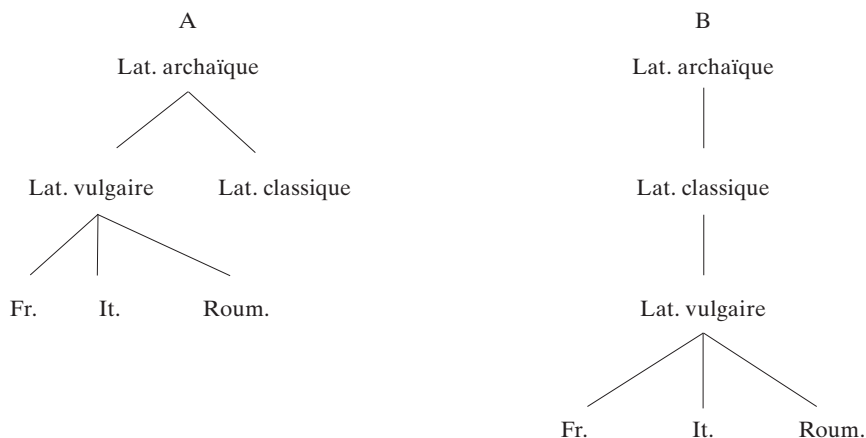 A
Lat. archaïque
Lat. vulgaire Lat. classique
Fr. It. Roum.
B
Lat. archaïque
Lat. classique
Lat. vulgaire
Fr. It. Roum.